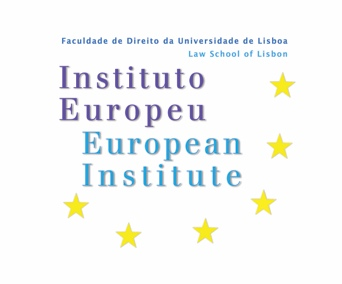 Faculdade de Direito da Universidade de Lisboa
Law School of Lisbon
Instituto
Europeu
European
Institute